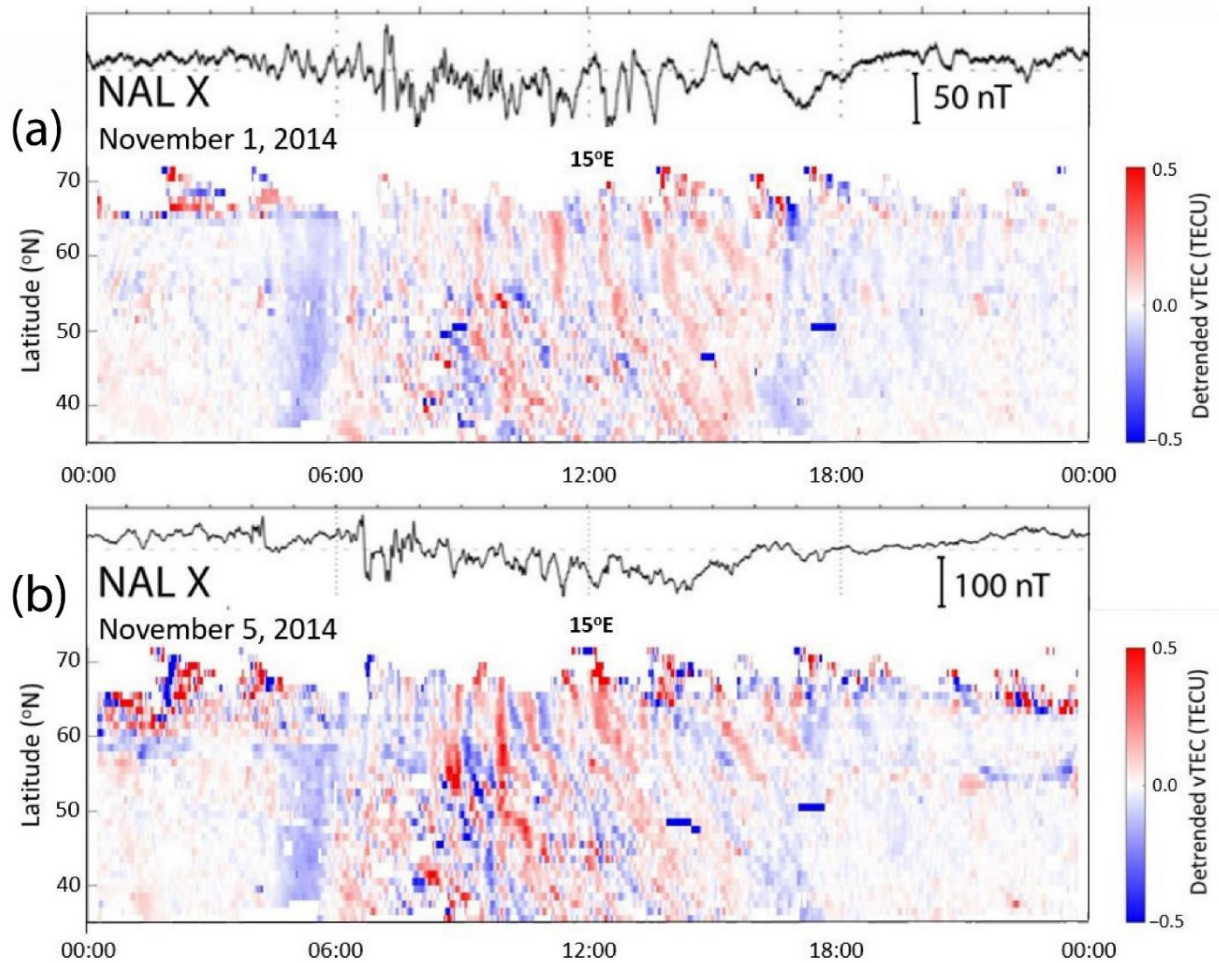 NAL X
50 nT
(a)
November 1, 2014
15°E
70
60
50
40
Latitude (°N)
0.5
0.0
−0.5
Detrended vTEC (TECU)
00:00 06:00 12:00 18:00 00:00
NAL X
100 nT
(b)
November 5, 2014
15°E
70
60
50
40
Latitude (°N)
0.5
0.0
−0.5
Detrended vTEC (TECU)
00:00 06:00 12:00 18:00 00:00